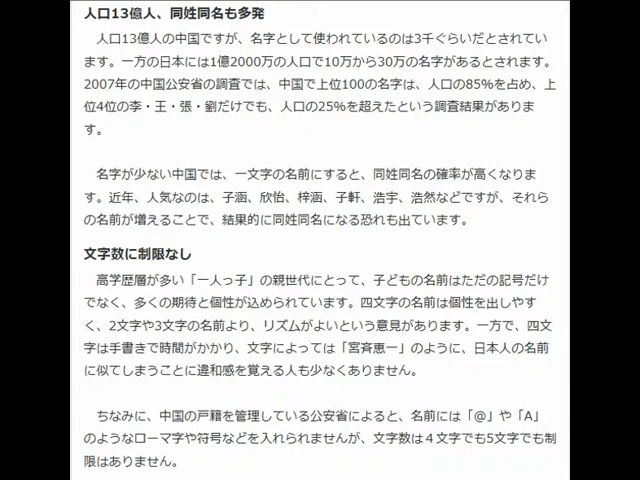 人口13億人、同姓同名も多発
人口13億人の中国ですが、名字として使われているのは3千ぐらいだとされてい
ます。一方の日本には1億2000万の人口で10万から30万の名字があるとされます。
2007年の中国公安省の調査では、中国で上位100の名字は、人口の85%を占め、上
位4位の李・王・張・劉だけでも、人口の25%を超えたという調査結果がありま
す。
名字が少ない中国では、一文字の名前にすると、同姓同名の確率が高くなりま
す。近年、人気なのは、子涵、欣怡、梓涵、子軒、浩宇、浩然などですが、それら
の名前が増えることで、結果的に同姓同名になる恐れも出ています。
文字数に制限なし
高学歴層が多い「一人っ子」の親世代にとって、子どもの名前はただの記号だけ
でなく、多くの期待と個性が込められています。四文字の名前は個性を出しやす
く、2文字や3文字の名前より、リズムがよいという意見があります。一方で、四文
字は手書きで時間がかかり、文字によっては「宮斉恵一」のように、日本人の名前
に似てしまうことに違和感を覚える人も少なくありません。
ちなみに、中国の戸籍を管理している公安省によると、名前には「@」や「A」
のようなローマ字や符号などを入れられませんが、文字数は４文字でも5文字でも制
限はありません。